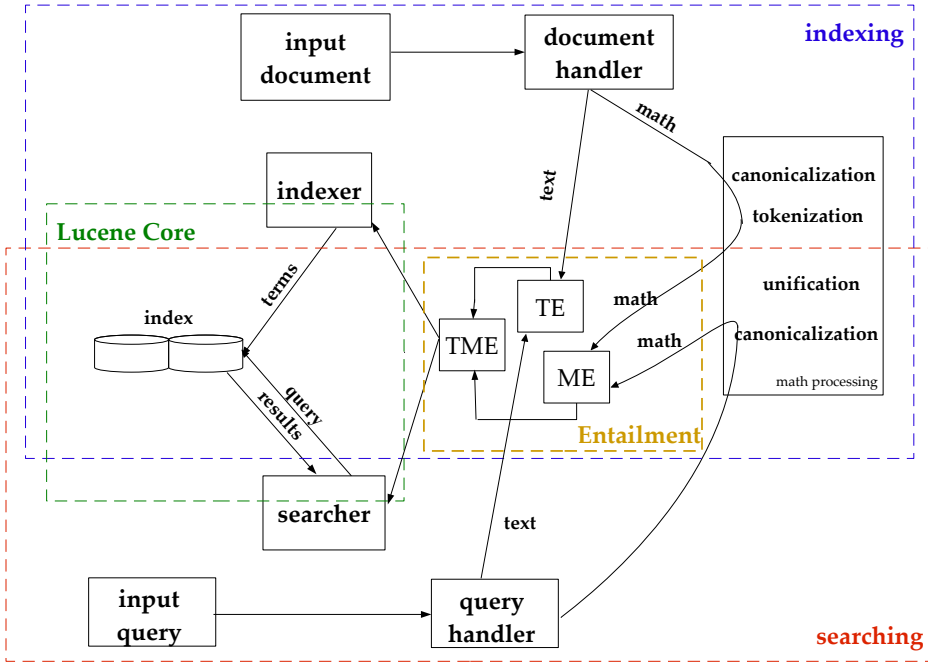 input
document
document
handler
indexing
math
text
canonicalization
tokenization
indexer
Lucene Core
terms
index
TE
math
unification
TME
math
canonicalization
ME
math processing
query
results
Entailment
searcher
text
input
query
query
handler
searching